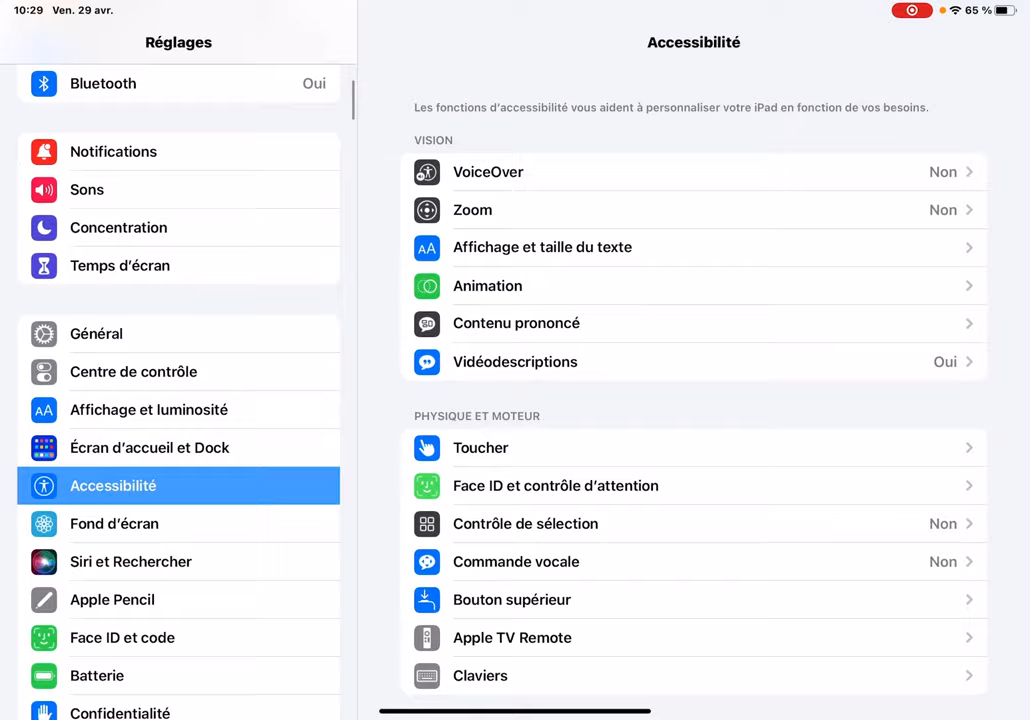 10:29 Ven. 29 avr.
65 %
Réglages
Bluetooth Oui
Notifications
Sons
Concentration
Temps d’écran
Général
Centre de contrôle
AA Affichage et luminosité
Écran d’accueil et Dock
Accessibilité
Fond d’écran
Siri et Rechercher
Apple Pencil
Face ID et code
Batterie
Confidentialité
Accessibilité
Les fonctions d’accessibilité vous aident à personnaliser votre iPad en fonction de vos besoins.
VISION
VoiceOver Non
Zoom Non
AA Affichage et taille du texte
Animation
Contenu prononcé
Vidéodescriptions Oui
PHYSIQUE ET MOTEUR
Toucher
Face ID et contrôle d’attention
Contrôle de sélection Non
Commande vocale Non
Bouton supérieur
Apple TV Remote
Claviers